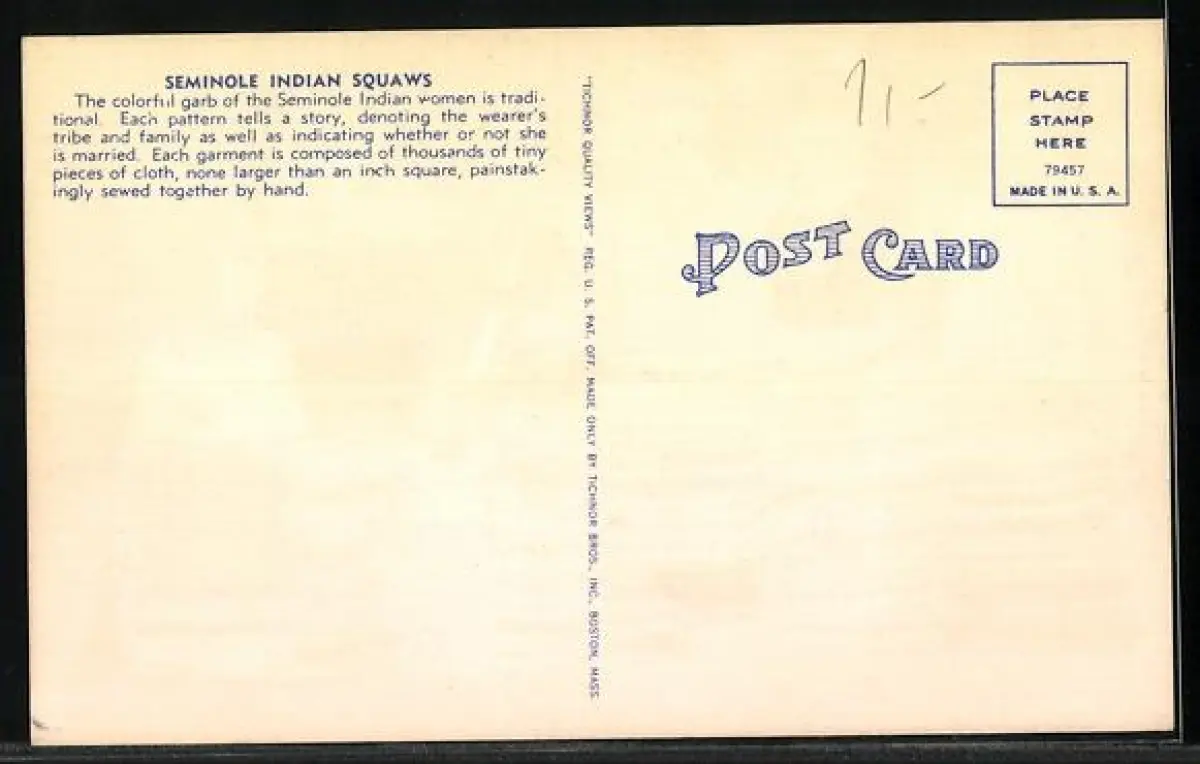 SEMINOLE INDIAN SQUAWS
The colorful garb of the Seminole Indian women is tradi-
tional. Each pattern tells a story, denoting the wearer's
tribe and family as well as indicating whether or not she
is married. Each garment is composed of thousands of tiny
pieces of cloth, none larger than an inch square, painstak-
ingly sewed together by hand.
"TICHNOR QUALITY VIEWS" REG. U. S. PAT. OFF. MADE ONLY BY TICHNOR BROS., INC., BOSTON, MASS.
PLACE
STAMP
HERE
79457
MADE IN U. S. A.
POST CARD